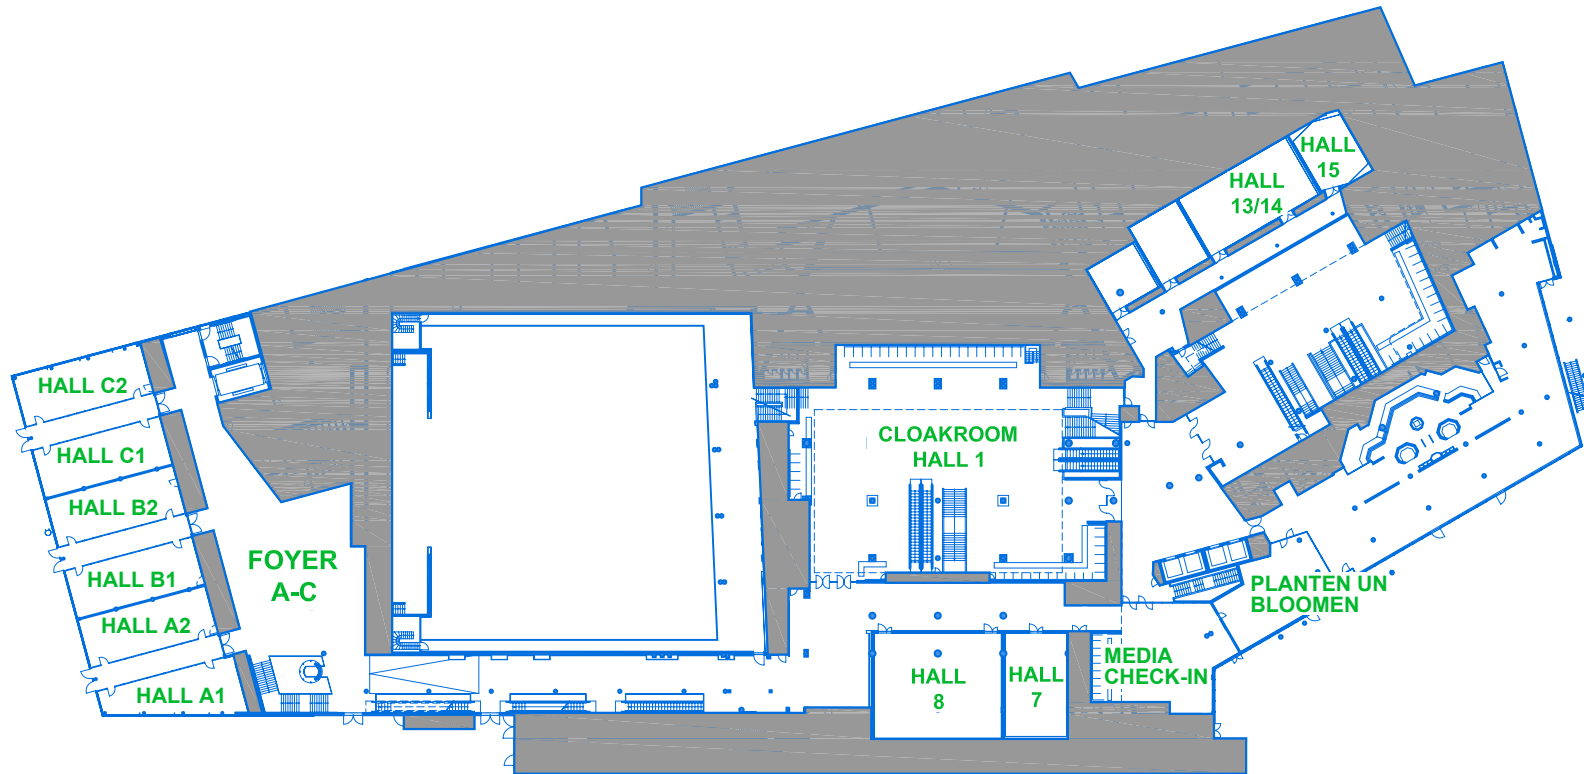 HALL
15
HALL
13/14
HALL C2
HALL C1
HALL B2
HALL B1
HALL A2
HALL A1
FOYER
A-C
CLOAKROOM
HALL 1
HALL
8
HALL
7
MEDIA
CHECK-IN
PLANTEN UN
BLOOMEN